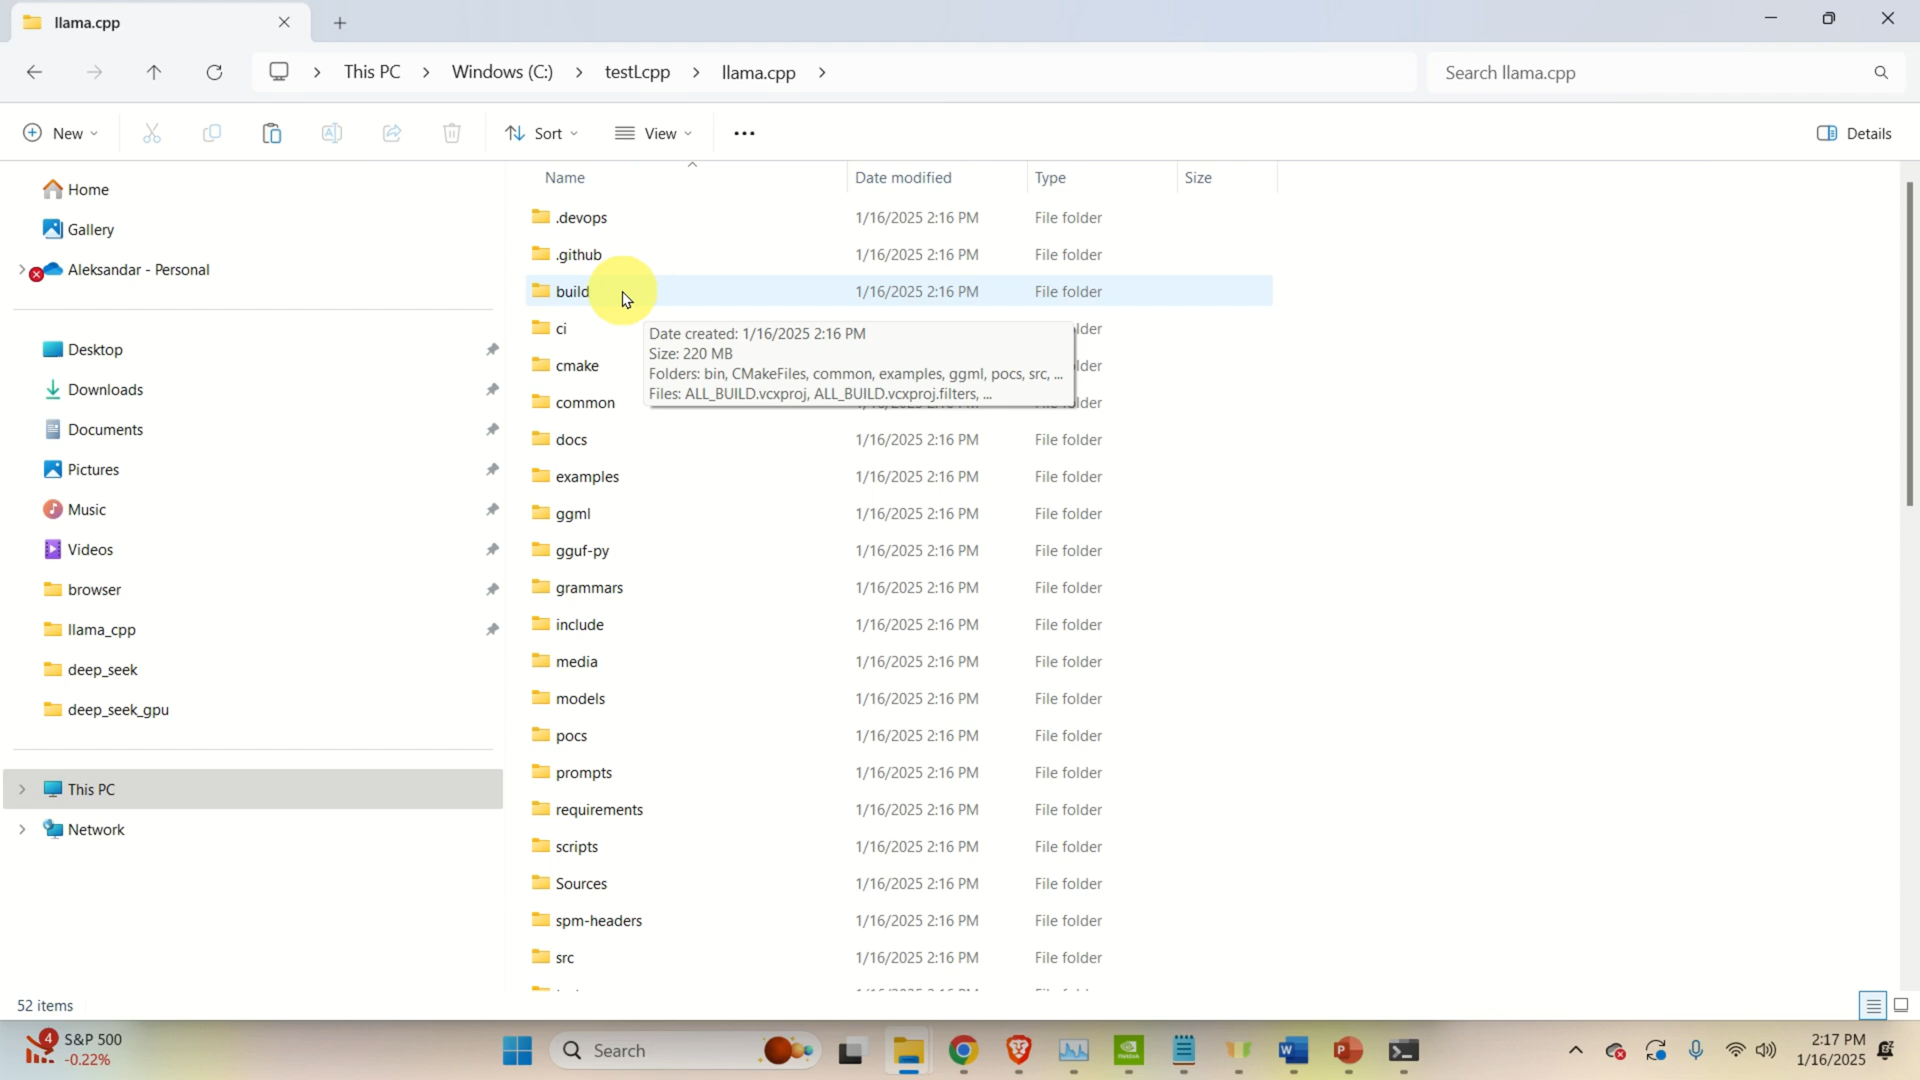 llama.cpp
This PC
Windows (C:)
testLcpp
llama.cpp
Search llama.cpp
New
Sort
View
Details
Name
Date modified
Type
Size
Home
Gallery
Aleksandar - Personal
Desktop
Downloads
Documents
Pictures
Music
Videos
browser
llama_cpp
deep_seek
deep_seek_gpu
This PC
Network
.devops 1/16/2025 2:16 PM File folder
.github 1/16/2025 2:16 PM File folder
build 1/16/2025 2:16 PM File folder
ci
Date created: 1/16/2025 2:16 PM
Size: 220 MB
Folders: bin, CMakeFiles, common, examples, ggml, pocs, src, ...
Files: ALL_BUILD.vcxproj, ALL_BUILD.vcxproj.filters, ...
cmake
common
docs 1/16/2025 2:16 PM File folder
examples 1/16/2025 2:16 PM File folder
ggml 1/16/2025 2:16 PM File folder
gguf-py 1/16/2025 2:16 PM File folder
grammars 1/16/2025 2:16 PM File folder
include 1/16/2025 2:16 PM File folder
media 1/16/2025 2:16 PM File folder
models 1/16/2025 2:16 PM File folder
pocs 1/16/2025 2:16 PM File folder
prompts 1/16/2025 2:16 PM File folder
requirements 1/16/2025 2:16 PM File folder
scripts 1/16/2025 2:16 PM File folder
Sources 1/16/2025 2:16 PM File folder
spm-headers 1/16/2025 2:16 PM File folder
src 1/16/2025 2:16 PM File folder
52 items
4
S&P 500
-0.22%
Search
2:17 PM
1/16/2025